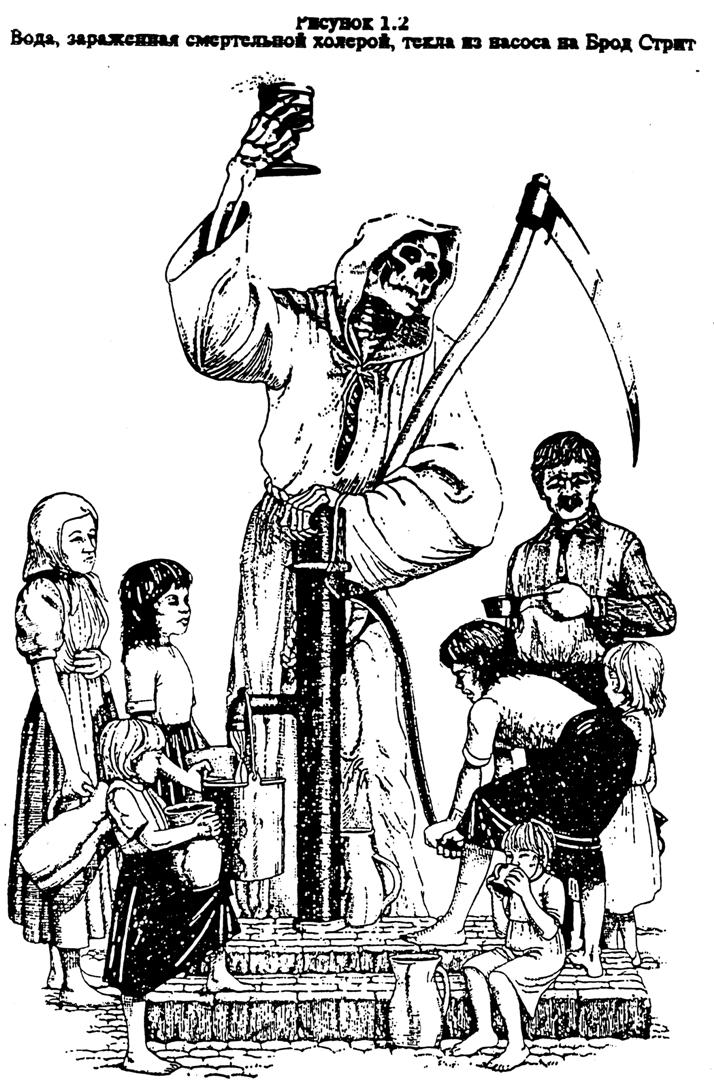 Рисунок 1.2
Вода, зараженная смертельной холерой, текла из насоса на Брод Стрит